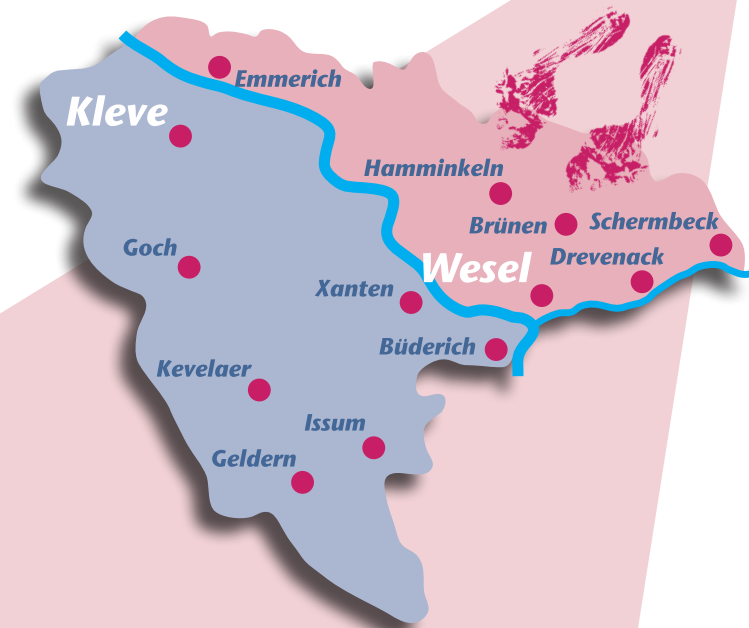 Emmerich
Kleve
Hamminkeln
Brünen
Schermbeck
Goch
Drevenack
Wesel
Xanten
Büderich
Kevelaer
Issum
Geldern